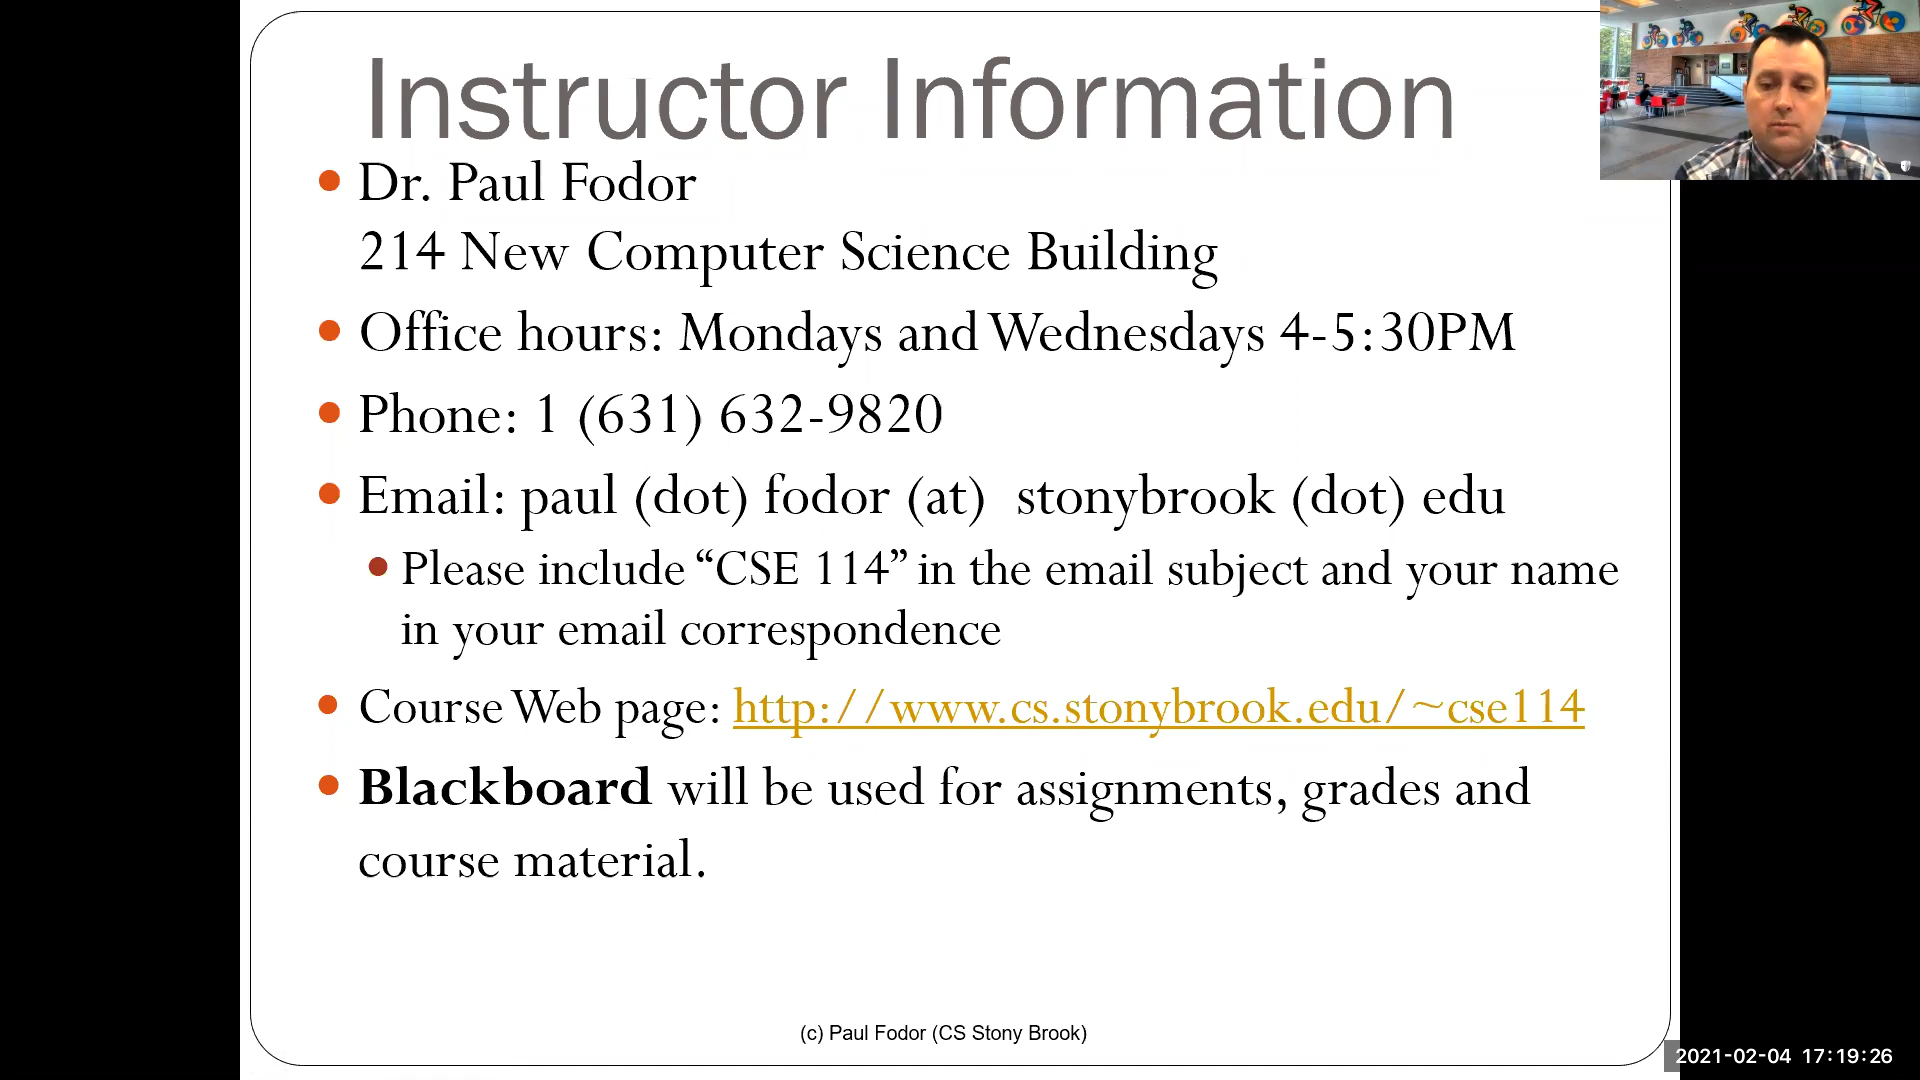 Instructor Information
Dr. Paul Fodor
214 New Computer Science Building
Office hours: Mondays and Wednesdays 4-5:30PM
Phone: 1 (631) 632-9820
Email: paul (dot) fodor (at)  stonybrook (dot) edu
Please include “CSE 114” in the email subject and your name
in your email correspondence
Course Web page: http://www.cs.stonybrook.edu/~cse114
Blackboard will be used for assignments, grades and
course material.
(c) Paul Fodor (CS Stony Brook)
2021-02-04 17:19:26